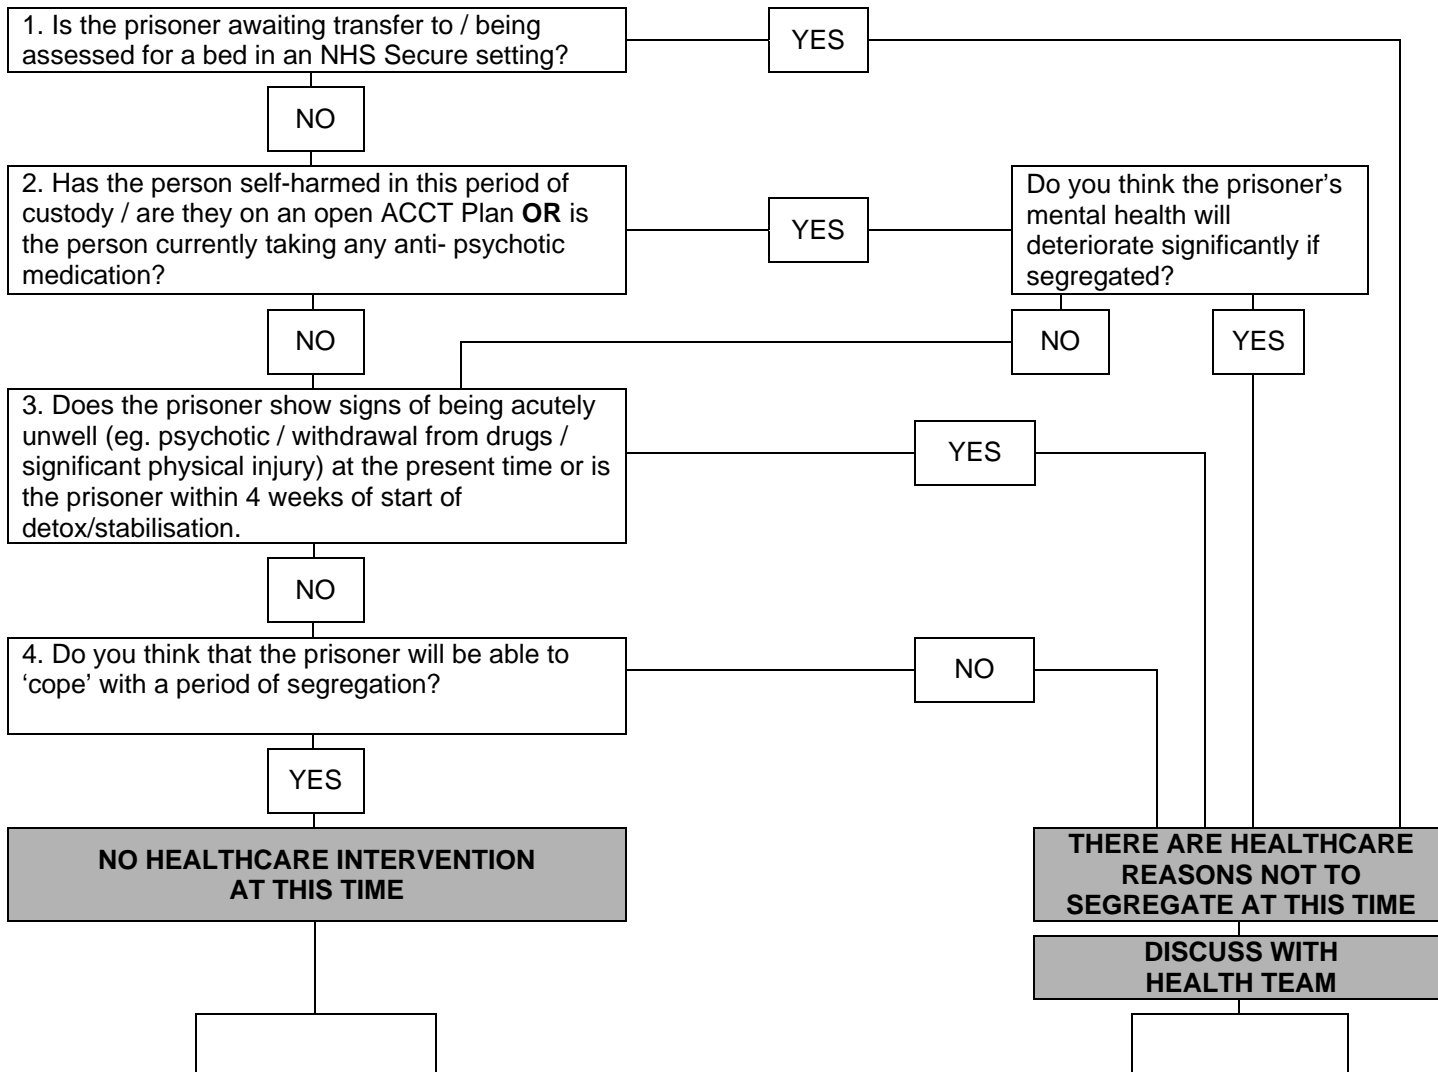 1. Is the prisoner awaiting transfer to / being
assessed for a bed in an NHS Secure setting?
YES
NO
2. Has the person self-harmed in this period of
custody / are they on an open ACCT Plan OR is
the person currently taking any anti- psychotic
medication?
YES
Do you think the prisoner's
mental health will
deteriorate significantly if
segregated?
NO
NO
YES
3. Does the prisoner show signs of being acutely
unwell (eg. psychotic / withdrawal from drugs /
significant physical injury) at the present time or is
the prisoner within 4 weeks of start of
detox/stabilisation.
YES
NO
4. Do you think that the prisoner will be able to
‘cope’ with a period of segregation?
NO
YES
NO HEALTHCARE INTERVENTION
AT THIS TIME
THERE ARE HEALTHCARE
REASONS NOT TO
SEGREGATE AT THIS TIME
DISCUSS WITH
HEALTH TEAM